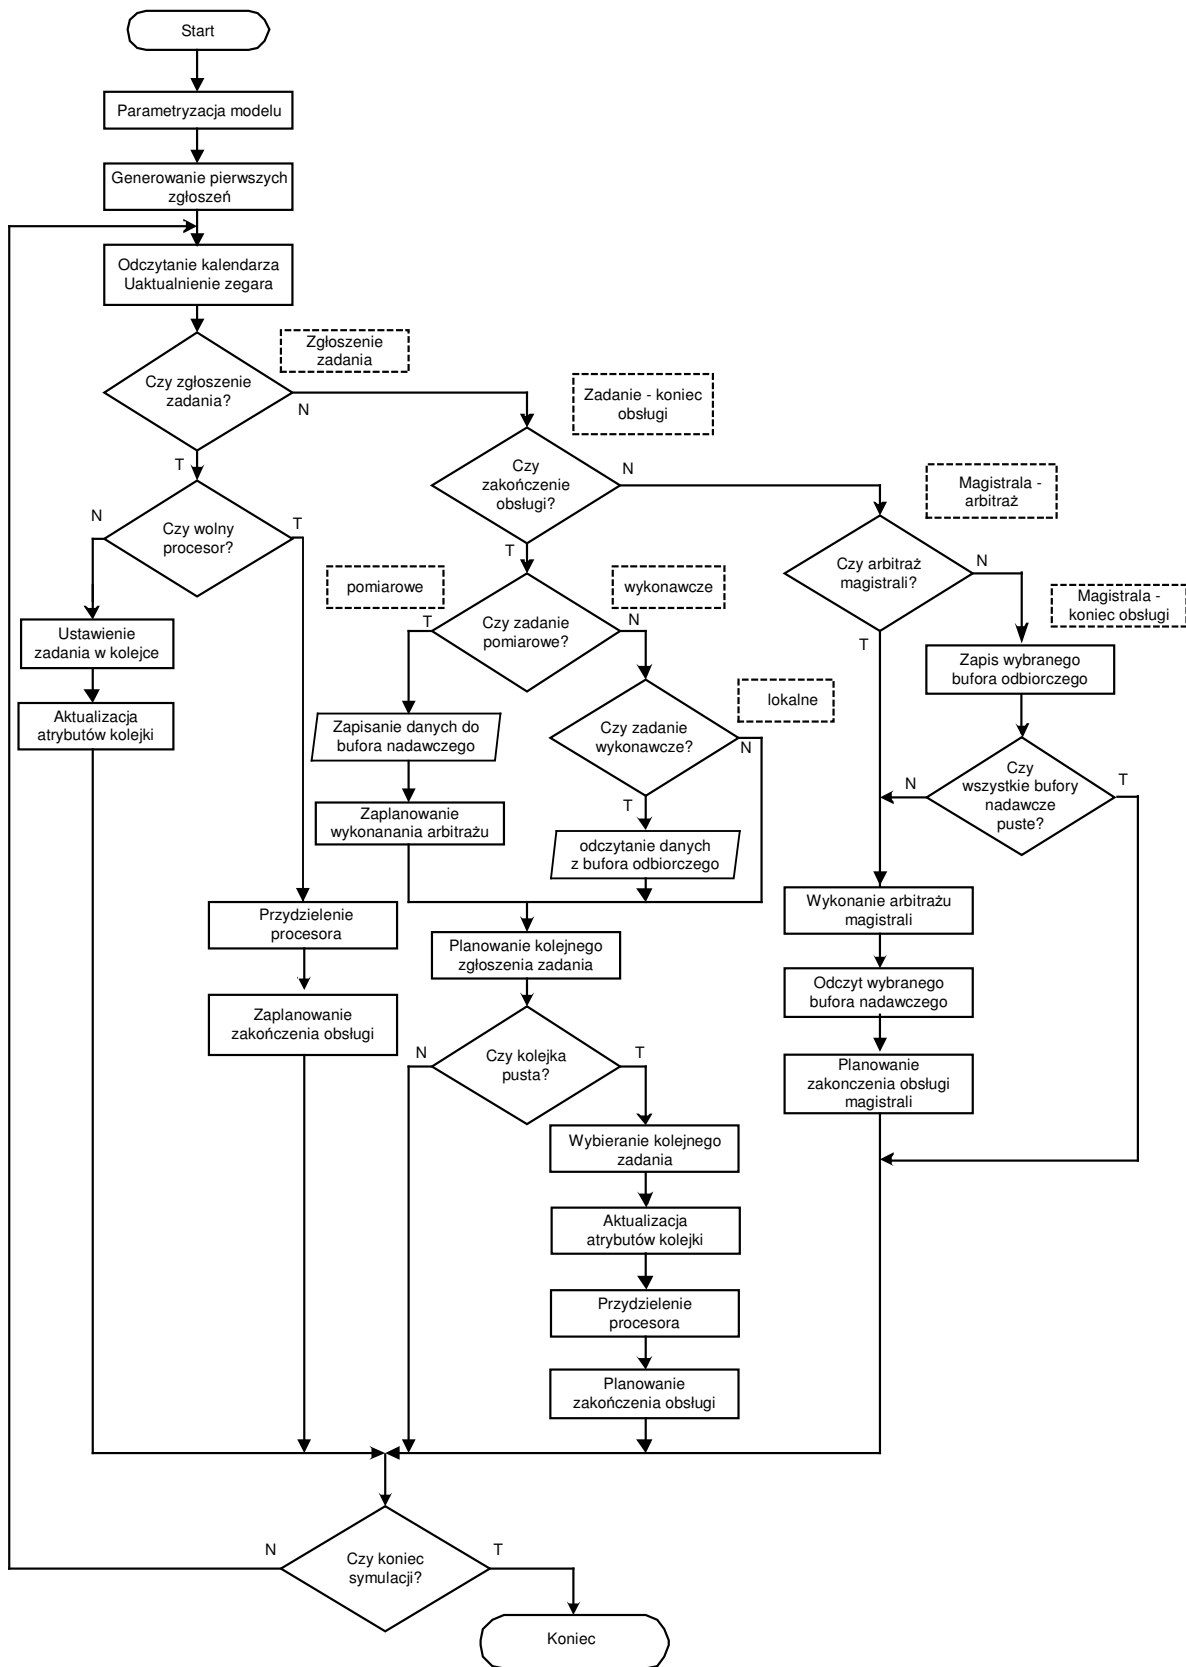 Start
Parametryzacja modelu
Generowanie pierwszych
zgłoszeń
Odczytanie kalendarza
Uaktualnienie zegara
Zgłoszenie
zadania
Czy zgłoszenie
zadania?
N
T
Zadanie - koniec
obsługi
Czy
zakończenie
obsługi?
N
T
Magistrala -
arbitraż
Czy wolny
procesor?
N
T
Czy arbitraż
magistrali?
N
T
pomiarowe
wykonawcze
Czy zadanie
pomiarowe?
T
N
Magistrala -
koniec obsługi
Ustawienie
zadania w kolejce
Zapis wybranego
bufora odbiorczego
Aktualizacja
atrybutów kolejki
Zapisanie danych do
bufora nadawczego
lokalne
Czy zadanie
wykonawcze?
N
T
Czy
wszystkie bufory
nadawcze
puste?
N
T
Zaplanowanie
wykonanania arbitrażu
odczytanie danych
z bufora odbiorczego
Przydzielenie
procesora
Planowanie kolejnego
zgłoszenia zadania
Wykonanie arbitrażu
magistrali
Odczyt wybranego
bufora nadawczego
Zaplanowanie
zakończenia obsługi
Czy kolejka
pusta?
N
T
Planowanie
zakonczenia obsługi
magistrali
Wybieranie kolejnego
zadania
Aktualizacja
atrybutów kolejki
Przydzielenie
procesora
Planowanie
zakończenia obsługi
Czy koniec
symulacji?
N
T
Koniec